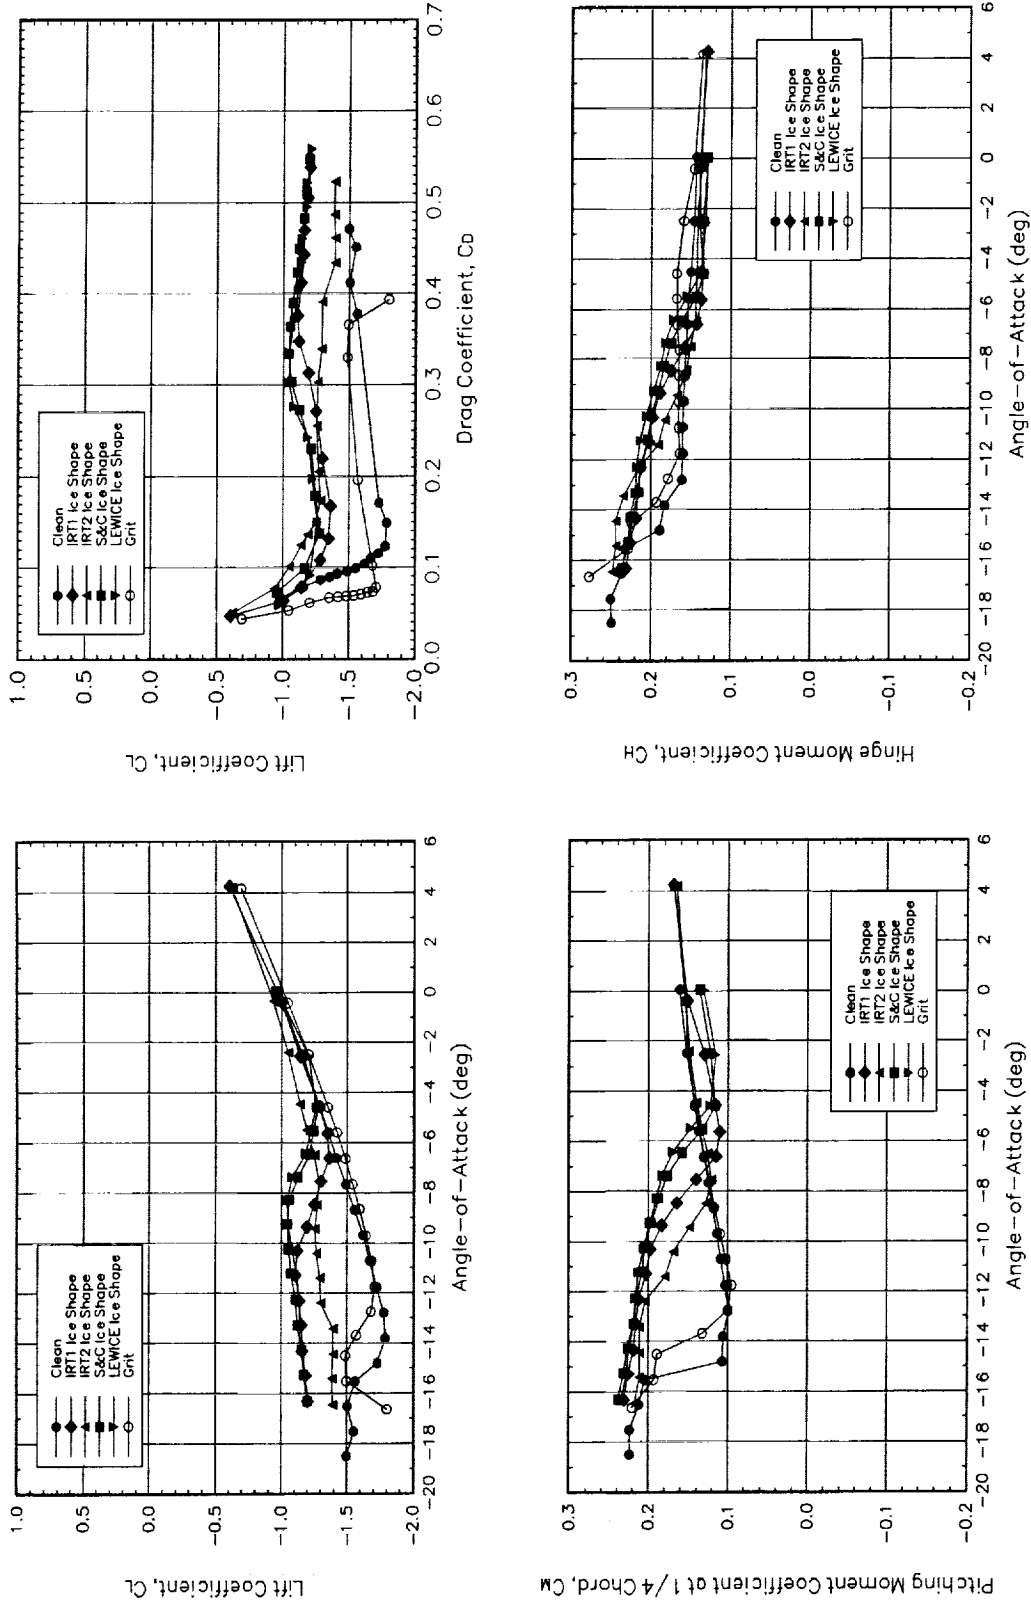 1.0
0.5
0.0
-0.5
-1.0
-1.5
-2.0
Lift Coefficient, CL
-20 -18 -16 -14 -12 -10 -8 -6 -4 -2 0 2 4 6
Angle-of-Attack (deg)
Clean
IRT1 Ice Shape
IRT2 Ice Shape
S&C Ice Shape
LEWICE Ice Shape
Grit
1.0
0.5
0.0
-0.5
-1.0
-1.5
-2.0
Lift Coefficient, CL
0.0 0.1 0.2 0.3 0.4 0.5 0.6 0.7
Drag Coefficient, CD
Clean
IRT1 Ice Shape
IRT2 Ice Shape
S&C Ice Shape
LEWICE Ice Shape
Grit
0.3
0.2
0.1
0.0
-0.1
-0.2
Pitching Moment Coefficient at 1/4 Chord, CM
-20 -18 -16 -14 -12 -10 -8 -6 -4 -2 0 2 4 6
Angle-of-Attack (deg)
Clean
IRT1 Ice Shape
IRT2 Ice Shape
S&C Ice Shape
LEWICE Ice Shape
Grit
0.3
0.2
0.1
0.0
-0.1
-0.2
Hinge Moment Coefficient, CH
-20 -18 -16 -14 -12 -10 -8 -6 -4 -2 0 2 4 6
Angle-of-Attack (deg)
Clean
IRT1 Ice Shape
IRT2 Ice Shape
S&C Ice Shape
LEWICE Ice Shape
Grit